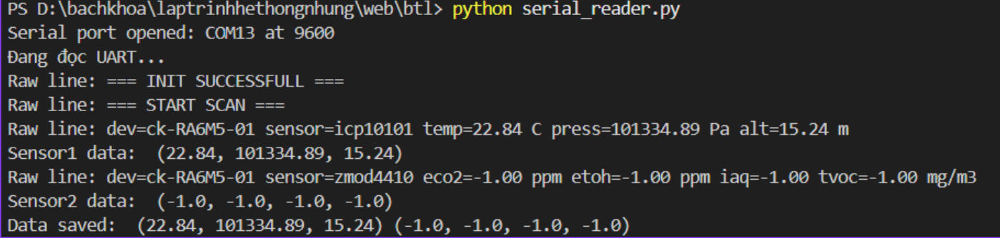 PS D:\bachkhoa\laptrinhhethongnhung\web\btl> python serial_reader.py
Serial port opened: COM13 at 9600
Đang đọc UART...
Raw line: === INIT SUCCESSFULL ===
Raw line: === START SCAN ===
Raw line: dev=ck-RA6M5-01 sensor=icp10101 temp=22.84 C press=101334.89 Pa alt=15.24 m
Sensor1 data:  (22.84, 101334.89, 15.24)
Raw line: dev=ck-RA6M5-01 sensor=zmod4410 eco2=-1.00 ppm etoh=-1.00 ppm iaq=-1.00 tvoc=-1.00 mg/m3
Sensor2 data:  (-1.0, -1.0, -1.0, -1.0)
Data saved:  (22.84, 101334.89, 15.24) (-1.0, -1.0, -1.0, -1.0)